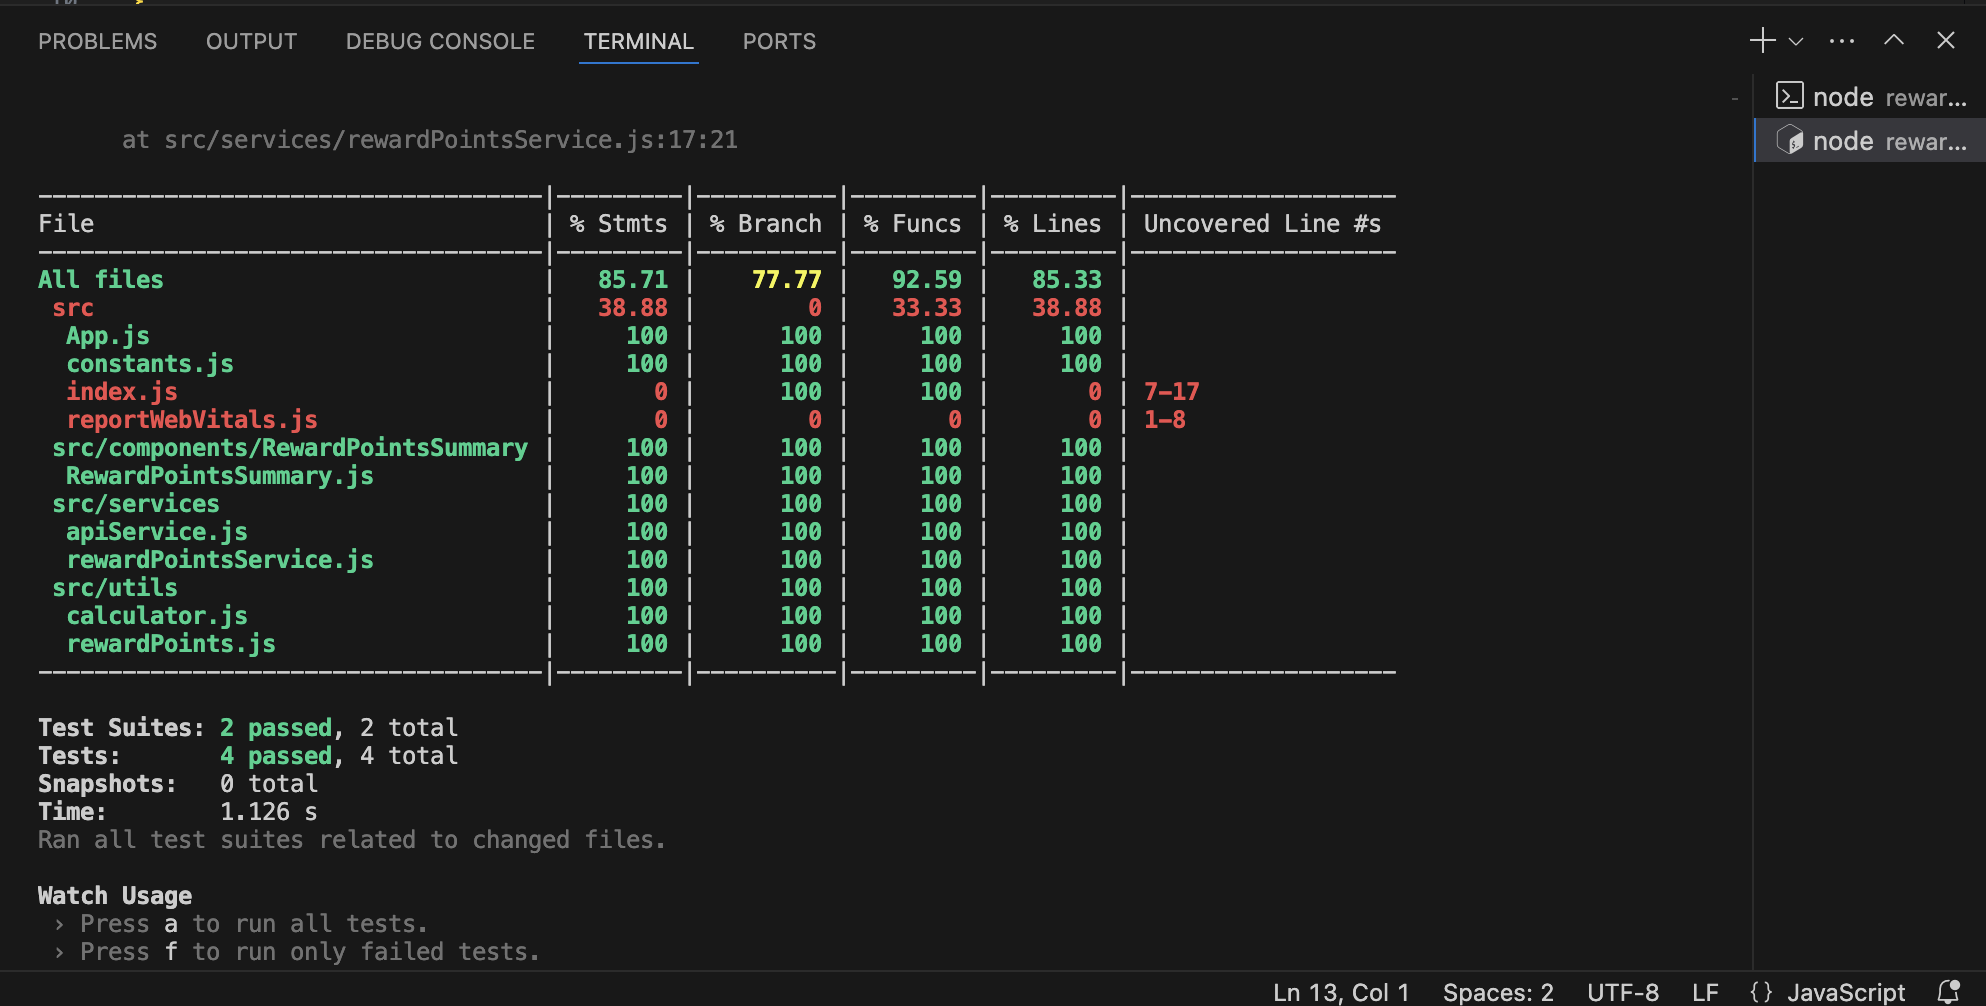 PROBLEMS OUTPUT DEBUG CONSOLE TERMINAL PORTS
node rewar...
node rewar...
at src/services/rewardPointsService.js:17:21
File | % Stmts | % Branch | % Funcs | % Lines | Uncovered Line #s
All files | 85.71 | 77.77 | 92.59 | 85.33 |
src | 38.88 | 0 | 33.33 | 38.88 |
App.js | 100 | 100 | 100 | 100 |
constants.js | 100 | 100 | 100 | 100 |
index.js | 0 | 100 | 100 | 0 | 7-17
reportWebVitals.js | 0 | 0 | 0 | 0 | 1-8
src/components/RewardPointsSummary | 100 | 100 | 100 | 100 |
RewardPointsSummary.js | 100 | 100 | 100 | 100 |
src/services | 100 | 100 | 100 | 100 |
apiService.js | 100 | 100 | 100 | 100 |
rewardPointsService.js | 100 | 100 | 100 | 100 |
src/utils | 100 | 100 | 100 | 100 |
calculator.js | 100 | 100 | 100 | 100 |
rewardPoints.js | 100 | 100 | 100 | 100 |
Test Suites: 2 passed, 2 total
Tests: 4 passed, 4 total
Snapshots: 0 total
Time: 1.126 s
Ran all test suites related to changed files.
Watch Usage
› Press a to run all tests.
› Press f to run only failed tests.
Ln 13, Col 1 Spaces: 2 UTF-8 LF {} JavaScript